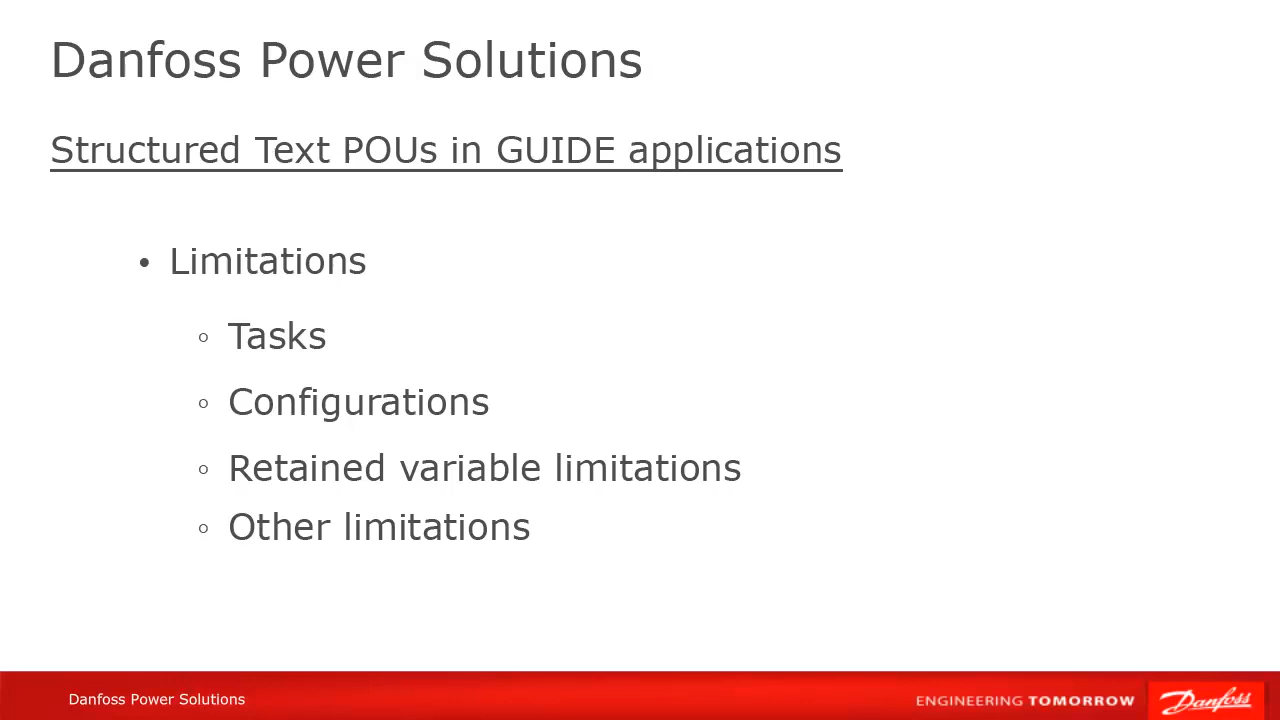 Danfoss Power Solutions
Structured Text POUs in GUIDE applications
• Limitations
◦ Tasks
◦ Configurations
◦ Retained variable limitations
◦ Other limitations
Danfoss Power Solutions
ENGINEERING TOMORROW
Danfoss